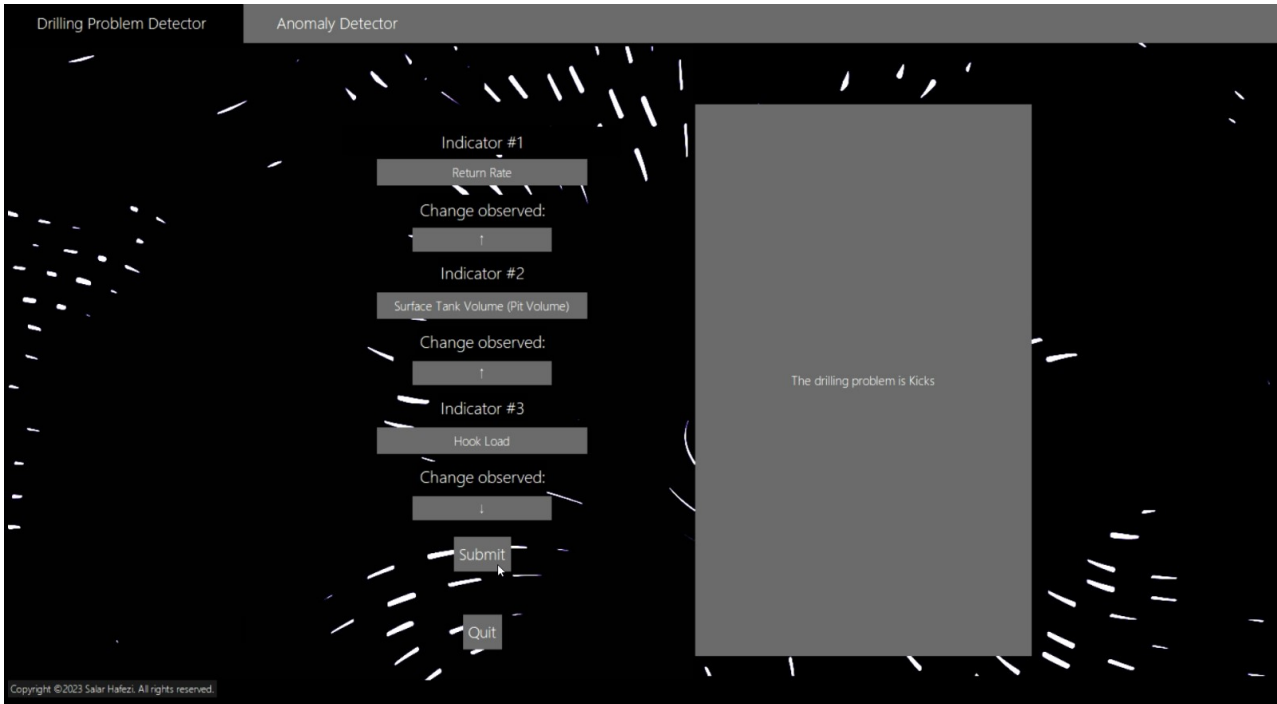 Drilling Problem Detector
Anomaly Detector
Indicator #1
Return Rate
Change observed:
↑
Indicator #2
Surface Tank Volume (Pit Volume)
Change observed:
↑
Indicator #3
Hook Load
Change observed:
↓
Submit
Quit
The drilling problem is Kicks
Copyright ©2023 Salar Hafezi. All rights reserved.